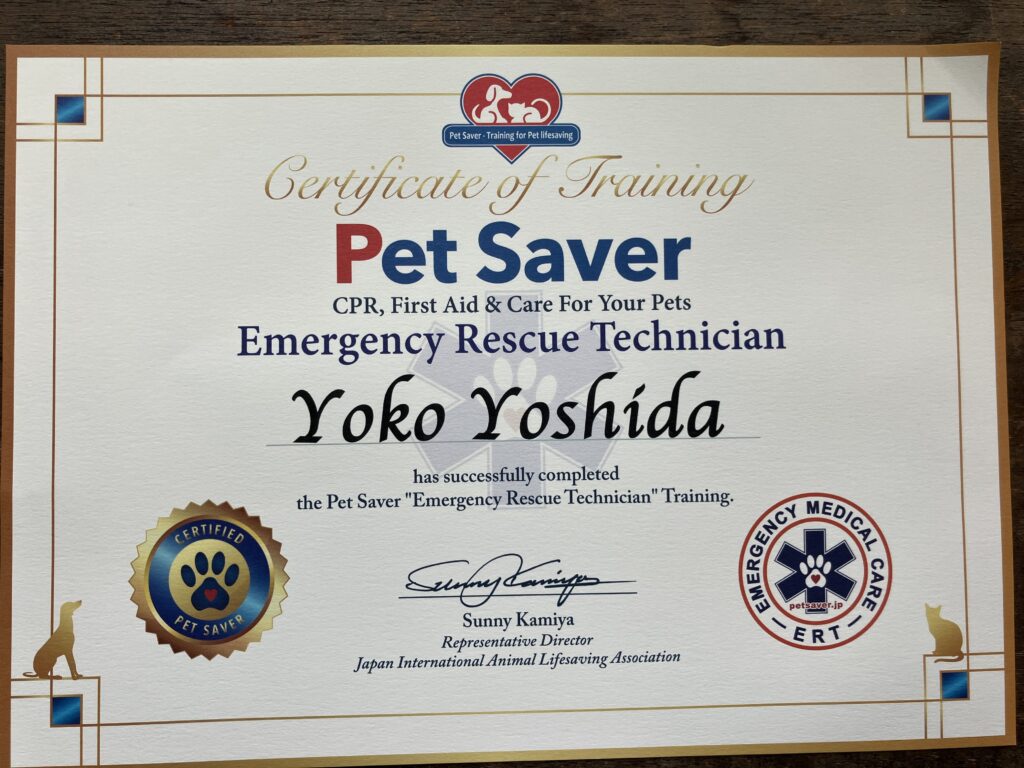 Pet Saver - Training for Pet lifesaving
Certificate of Training
Pet Saver
CPR, First Aid & Care For Your Pets
Emergency Rescue Technician
Yoko Yoshida
has successfully completed
the Pet Saver "Emergency Rescue Technician" Training.
CERTIFIED
PET SAVER
EMERGENCY MEDICAL CARE
petsaver.jp
ERT
Sunny Kamiya
Sunny Kamiya
Representative Director
Japan International Animal Lifesaving Association